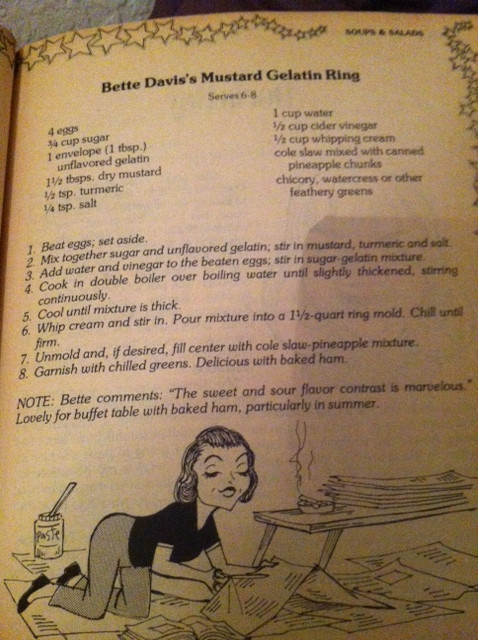 SOUPS & SALADS
Bette Davis's Mustard Gelatin Ring
Serves 6-8
4 eggs
¾ cup sugar
1 envelope (1 tbsp.)
unflavored gelatin
1½ tbsps. dry mustard
½ tsp. turmeric
¼ tsp. salt
1 cup water
½ cup cider vinegar
½ cup whipping cream
cole slaw mixed with canned
pineapple chunks
chicory, watercress or other
feathery greens
1. Beat eggs; set aside.
2. Mix together sugar and unflavored gelatin; stir in mustard, turmeric and salt.
3. Add water and vinegar to the beaten eggs; stir in sugar-gelatin mixture.
4. Cook in double boiler over boiling water until slightly thickened, stirring
continuously.
5. Cool until mixture is thick.
6. Whip cream and stir in. Pour mixture into a 1½-quart ring mold. Chill until
firm.
7. Unmold and, if desired, fill center with cole slaw-pineapple mixture.
8. Garnish with chilled greens. Delicious with baked ham.
NOTE: Bette comments: "The sweet and sour flavor contrast is marvelous."
Lovely for buffet table with baked ham, particularly in summer.
paste